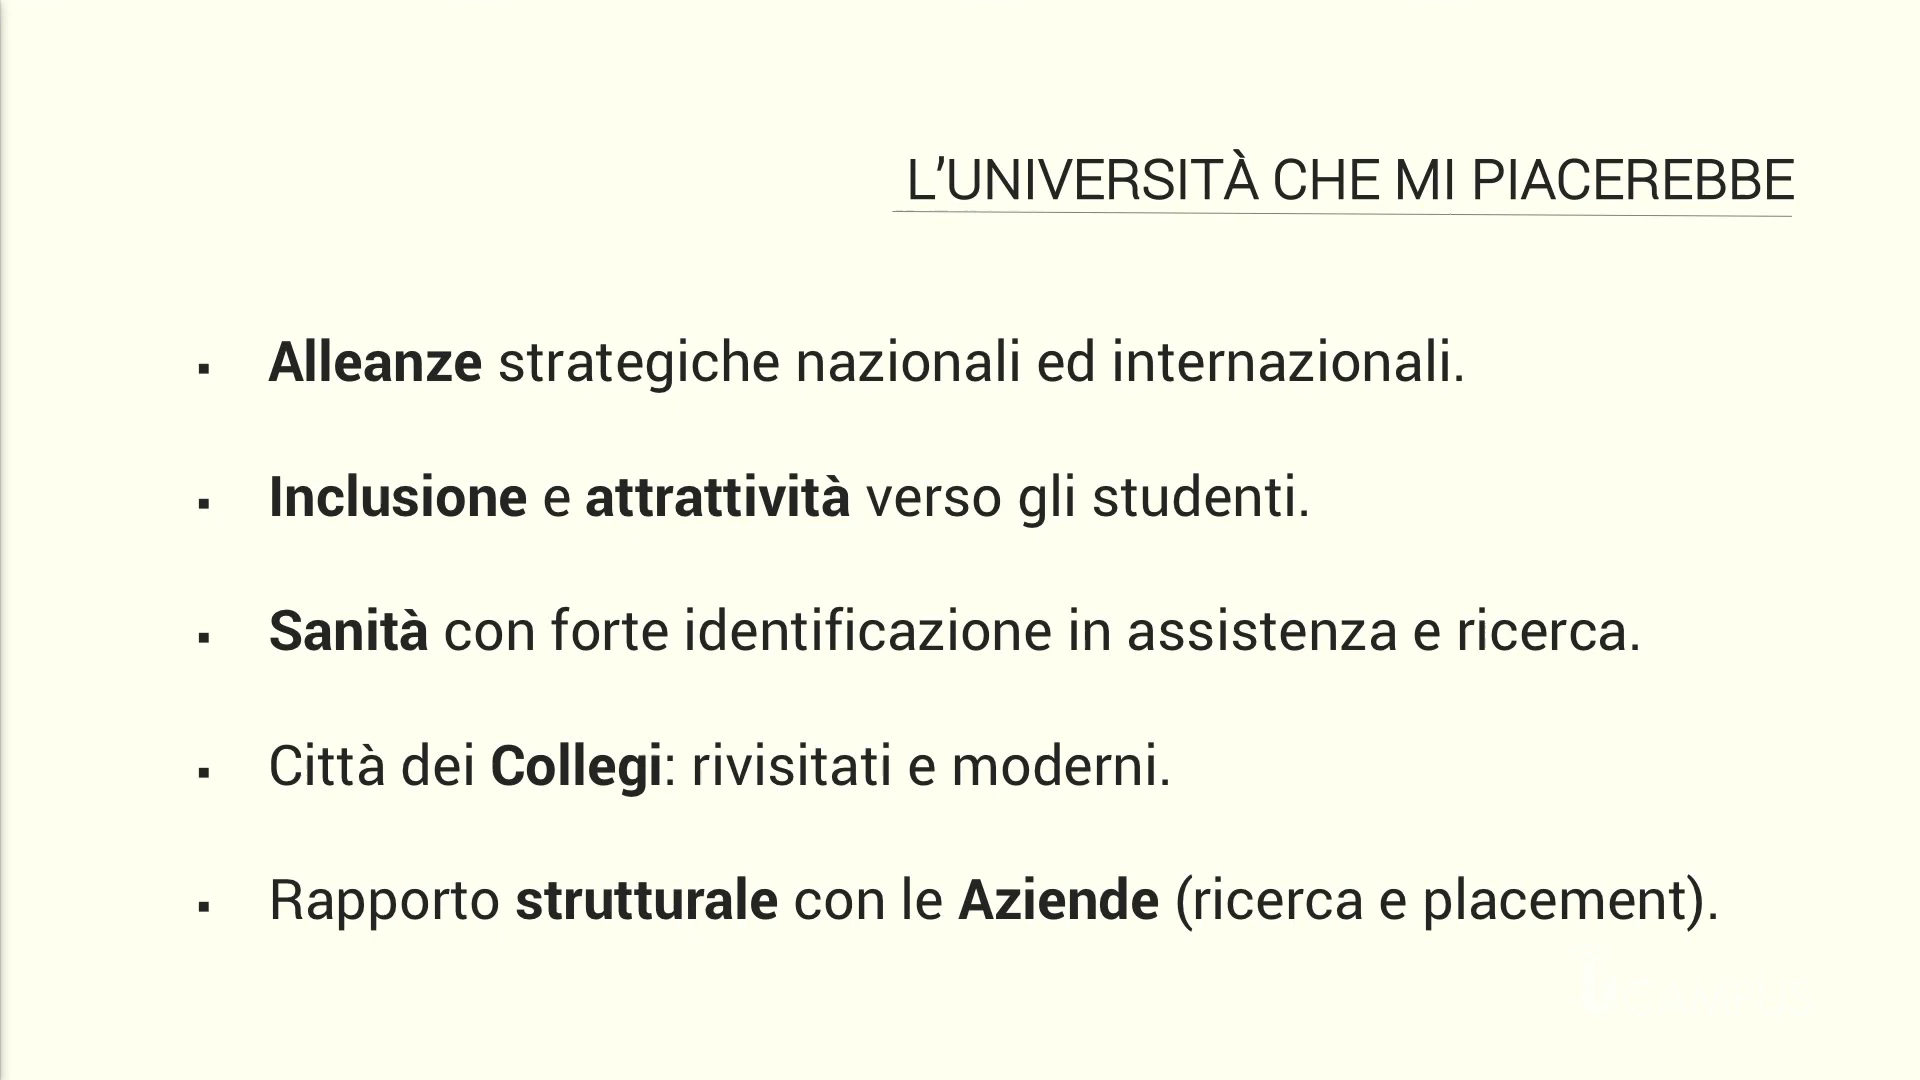 L’UNIVERSITÀ CHE MI PIACEREBBE
▪ Alleanze strategiche nazionali ed internazionali.
▪ Inclusione e attrattività verso gli studenti.
▪ Sanità con forte identificazione in assistenza e ricerca.
▪ Città dei Collegi: rivisitati e moderni.
▪ Rapporto strutturale con le Aziende (ricerca e placement).